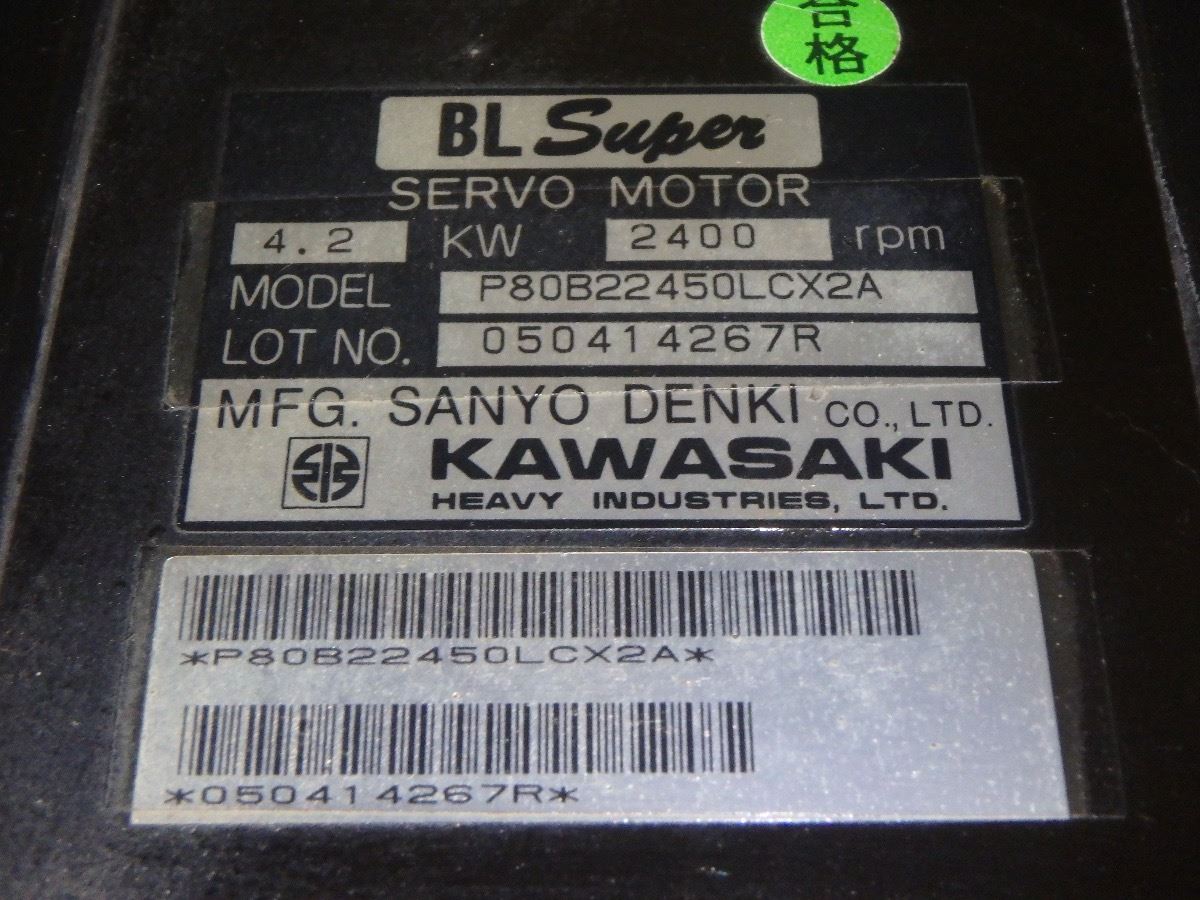 合格
BL Super
SERVO MOTOR
4.2 KW 2400 rpm
MODEL P80B22450LCX2A
LOT NO. 050414267R
MFG. SANYO DENKI CO., LTD.
KAWASAKI
HEAVY INDUSTRIES, LTD.
*P80B22450LCX2A*
*050414267R*